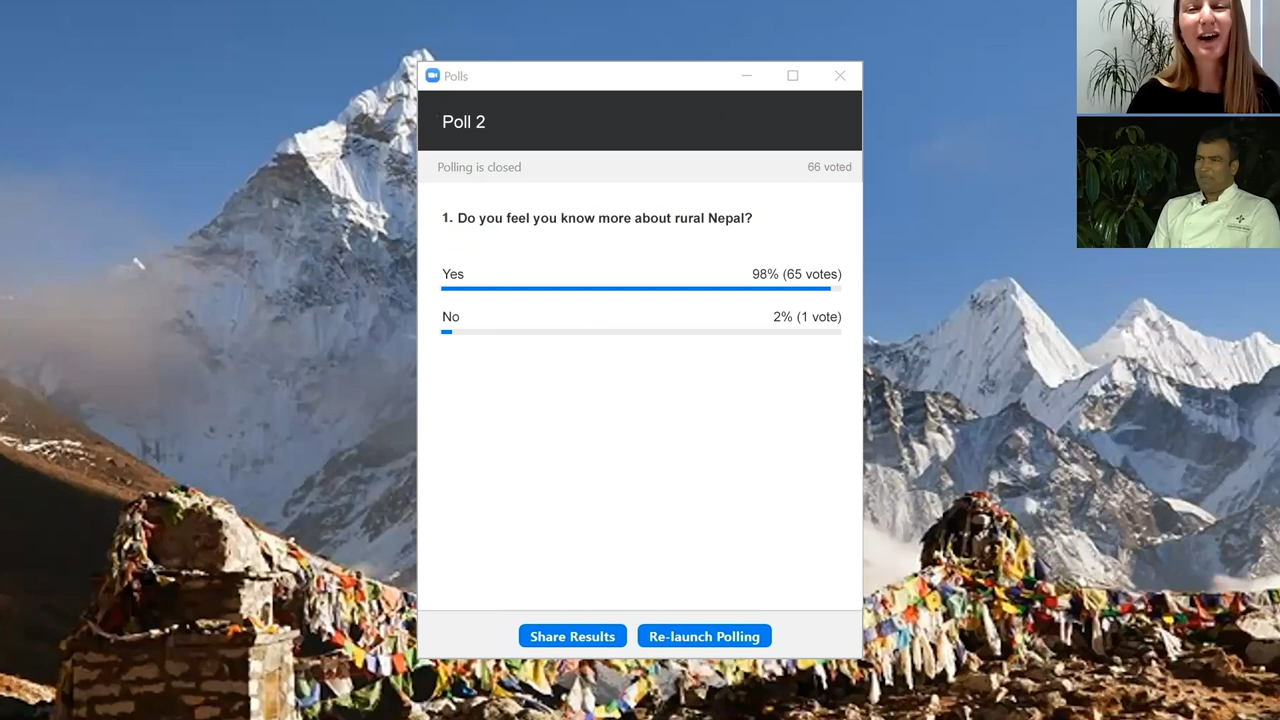 Polls
Poll 2
Polling is closed 66 voted
1. Do you feel you know more about rural Nepal?
Yes 98% (65 votes)
No 2% (1 vote)
Share Results Re-launch Polling